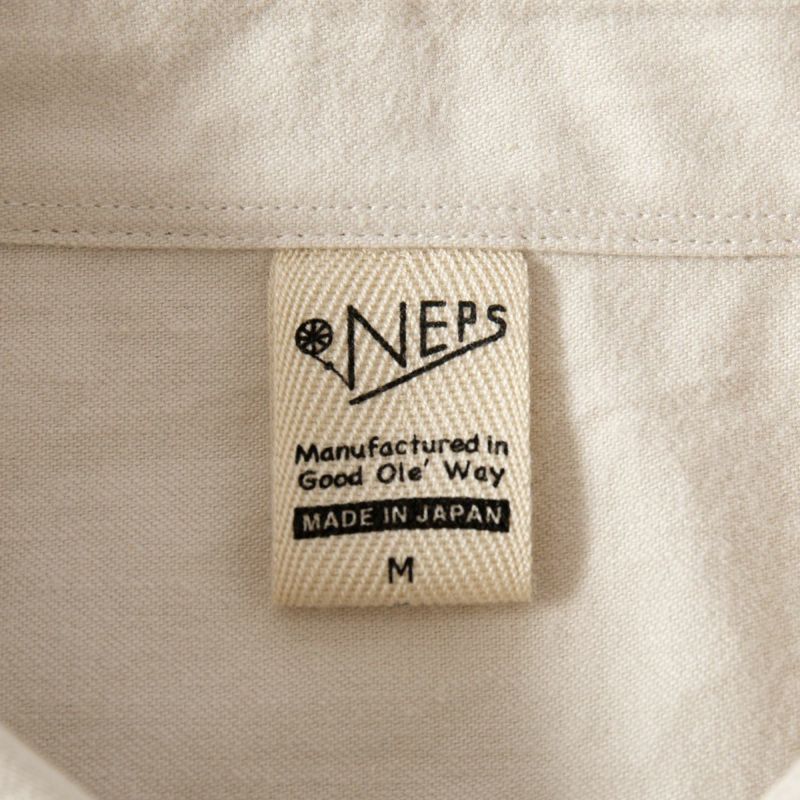 NEPS
Manufactured in
Good Ole' Way
MADE IN JAPAN
M